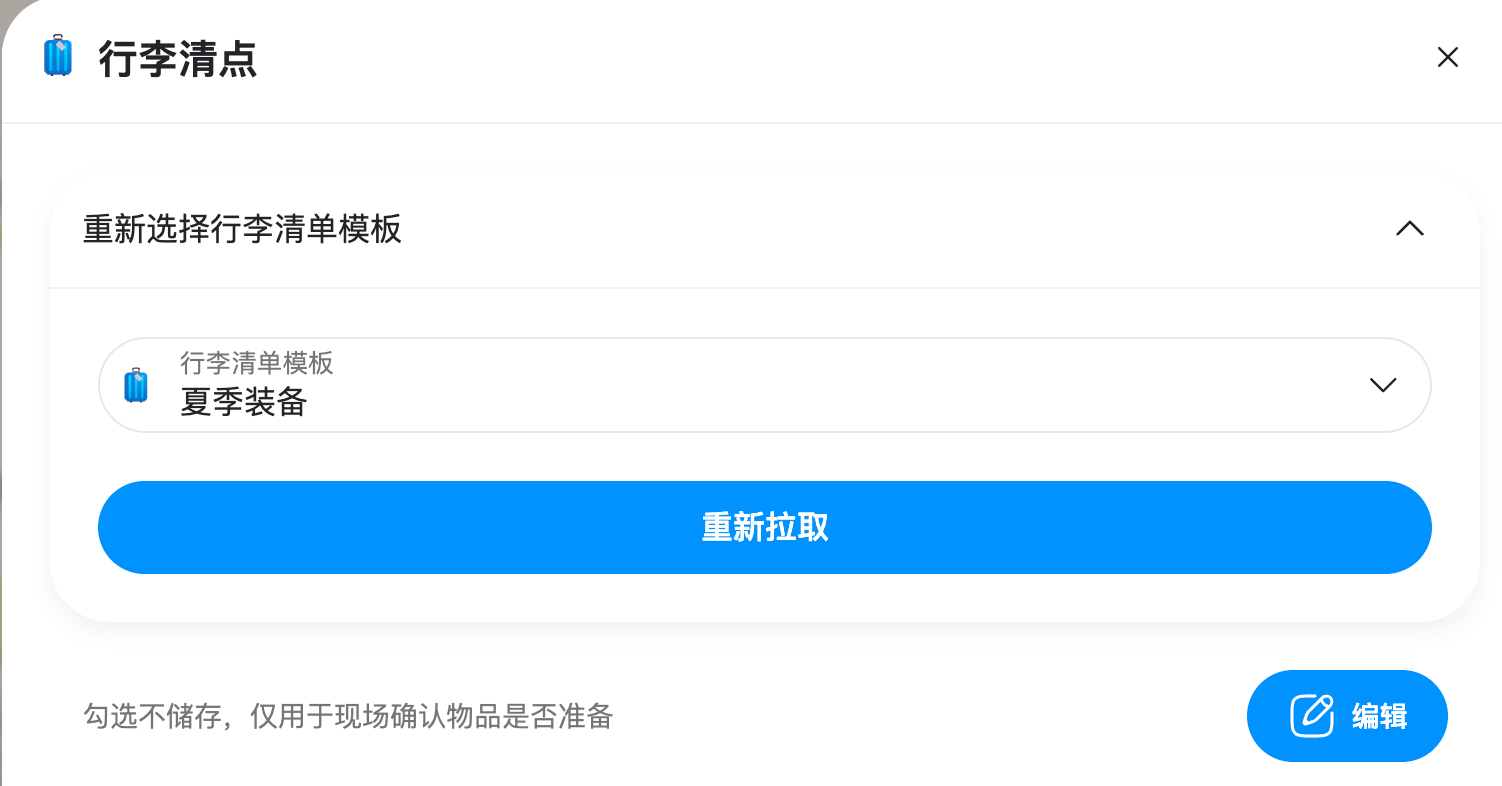 行李清点
重新选择行李清单模板
行李清单模板
夏季装备
重新拉取
勾选不储存，仅用于现场确认物品是否准备
编辑